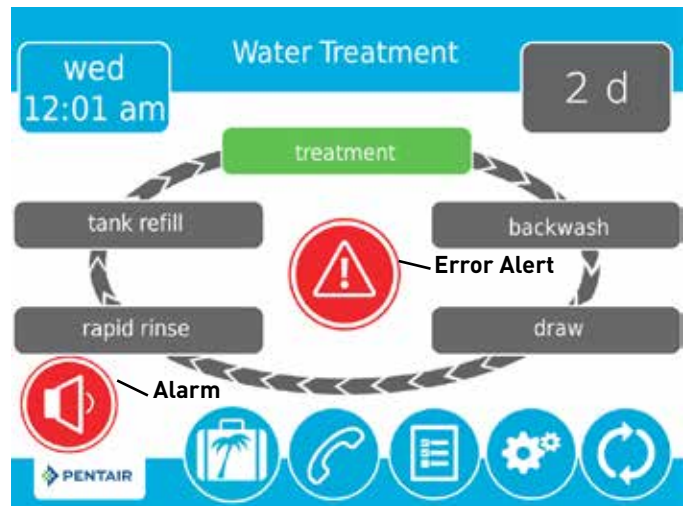 wed
12:01 am
Water Treatment
2 d
treatment
tank refill
backwash
Error Alert
rapid rinse
draw
Alarm
PENTAIR